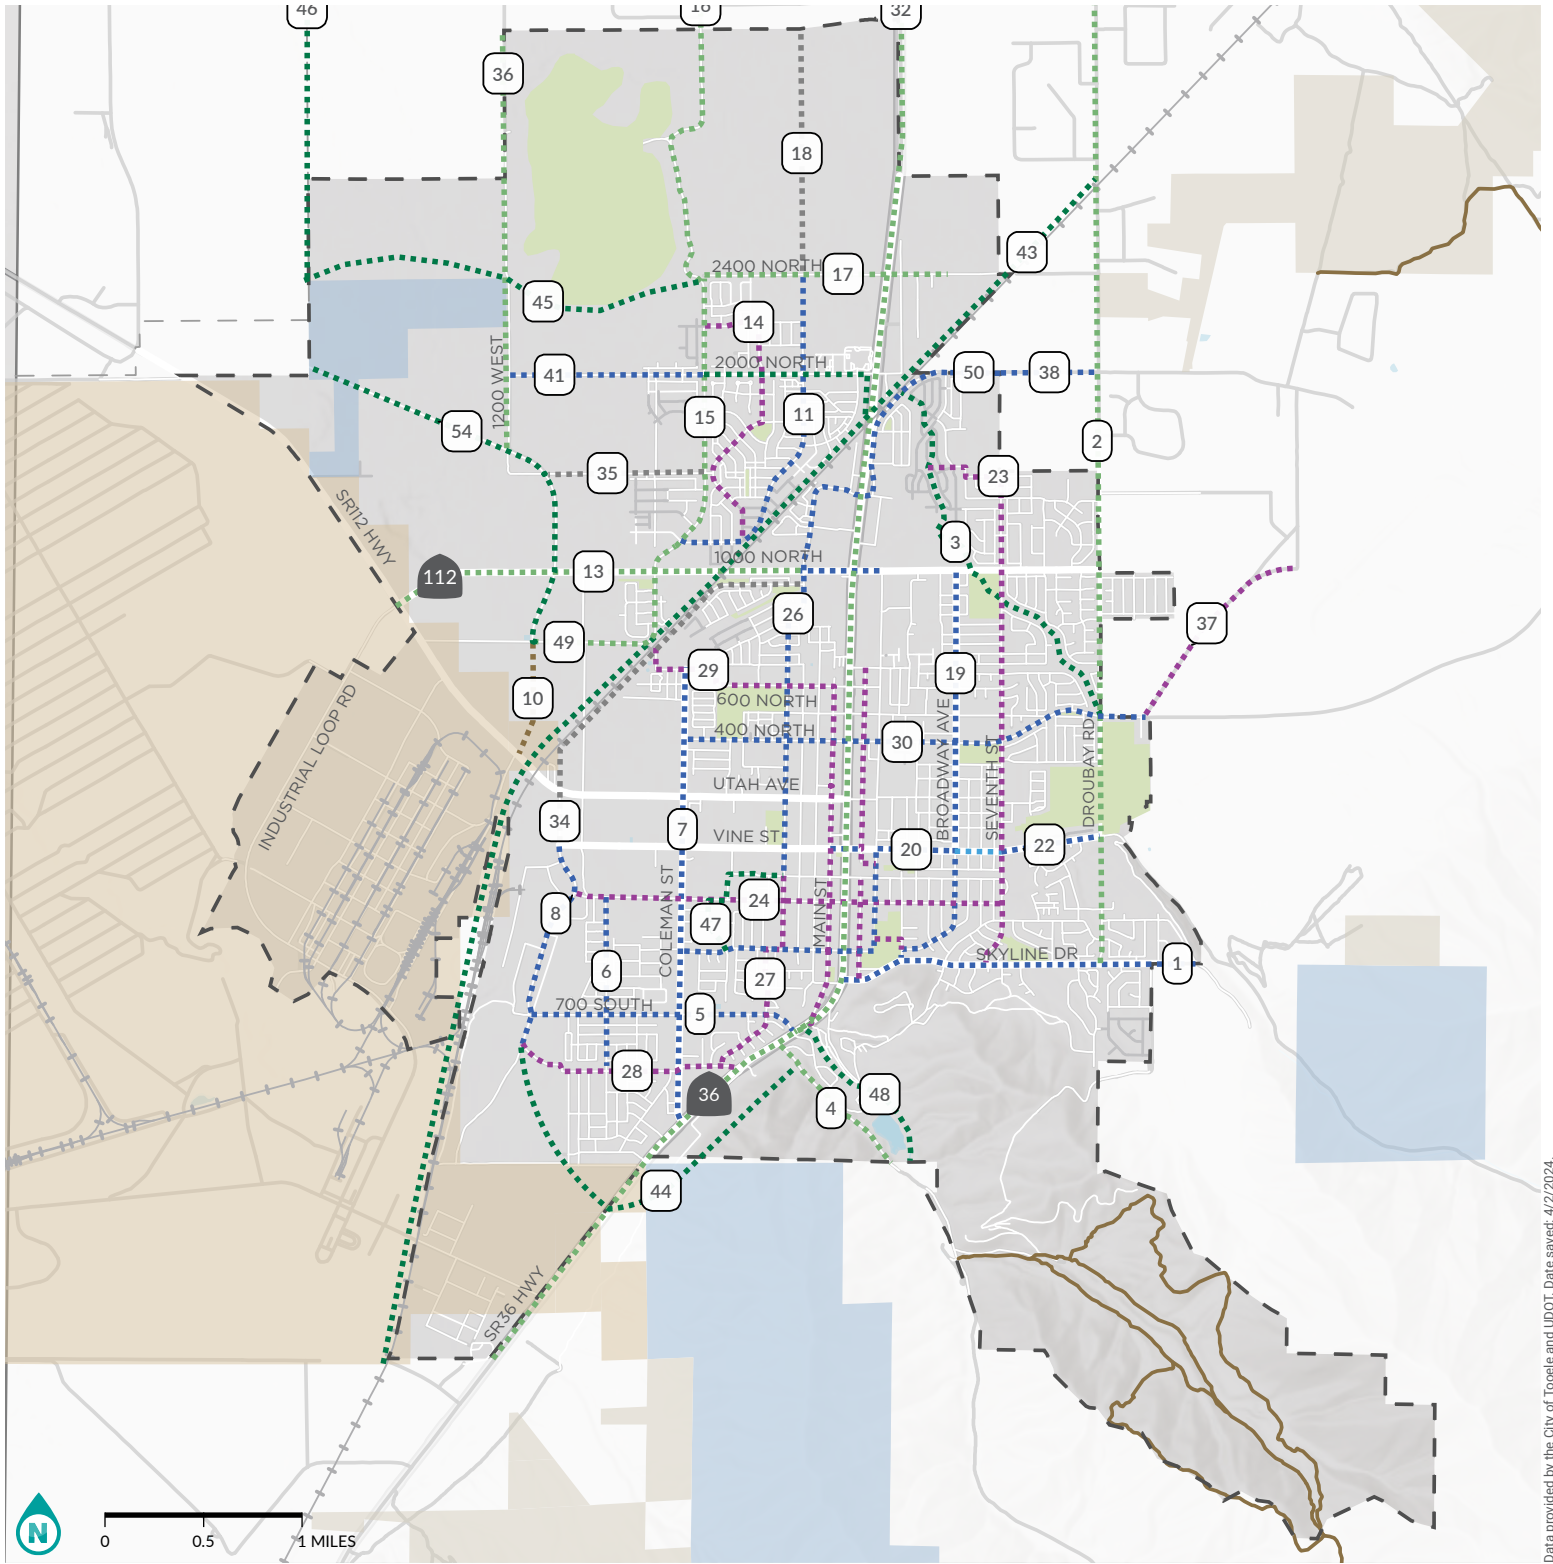 46
16
32
36
18
43
2400 NORTH
17
45
14
1200 WEST
41
2000 NORTH
50
38
15
11
54
2
35
23
SR112 HWY
3
1000 NORTH
112
13
26
37
49
29
19
10
600 NORTH
400 NORTH
30
INDUSTRIAL LOOP RD
BROADWAY AVE
SEVENTH ST
DROUBAY RD
UTAH AVE
34
7
VINE ST
20
22
24
8
47
COLEMAN ST
MAIN ST
SKYLINE DR
1
6
27
700 SOUTH
5
28
36
4
48
44
SR36 HWY
N
0
0.5
1 MILES
Data provided by the City of Tooele and UDOT. Date saved: 4/2/2024.